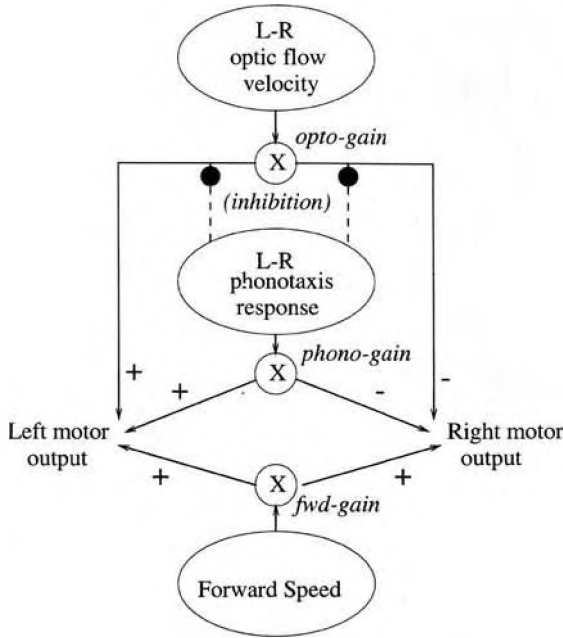 L-R
optic flow
velocity
opto-gain
X
(inhibition)
L-R
phonotaxis
response
phono-gain
X
+
+
-
-
Left motor
output
Right motor
output
+
X
+
fwd-gain
Forward Speed